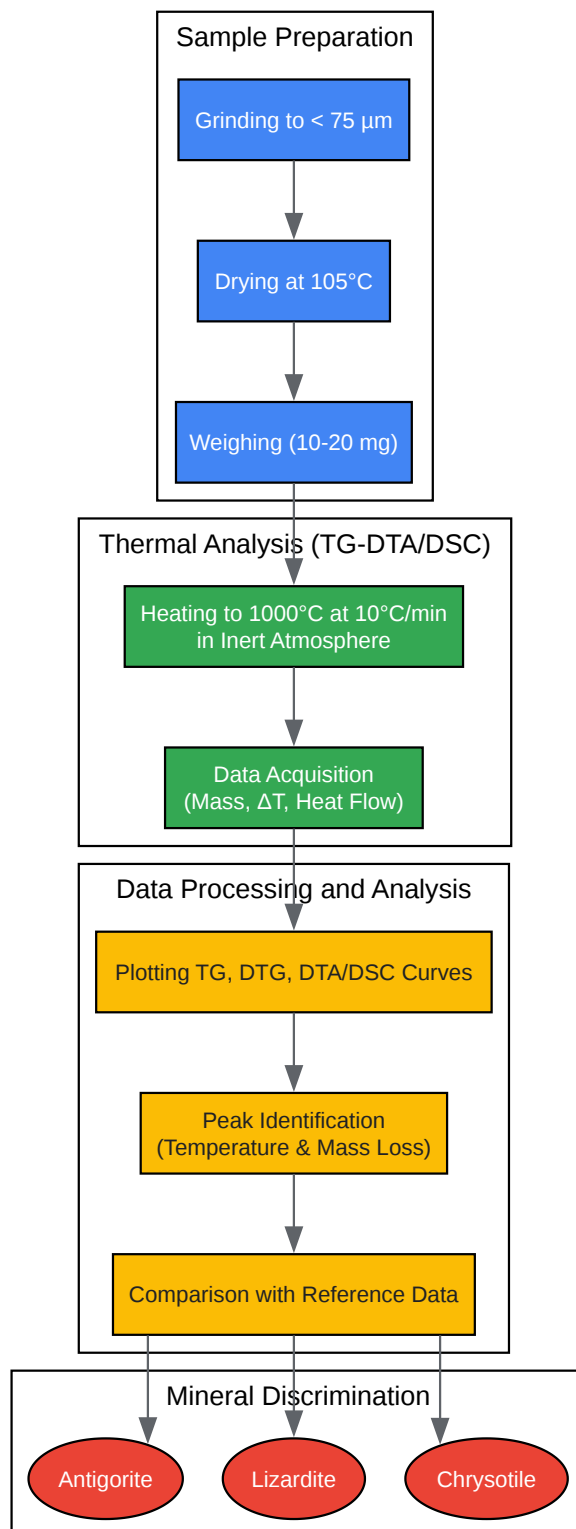 Sample Preparation
Grinding to < 75 µm
Drying at 105°C
Weighing (10-20 mg)
Thermal Analysis (TG-DTA/DSC)
Heating to 1000°C at 10°C/min
in Inert Atmosphere
Data Acquisition
(Mass, ΔT, Heat Flow)
Data Processing and Analysis
Plotting TG, DTG, DTA/DSC Curves
Peak Identification
(Temperature & Mass Loss)
Comparison with Reference Data
Mineral Discrimination
Antigorite
Lizardite
Chrysotile